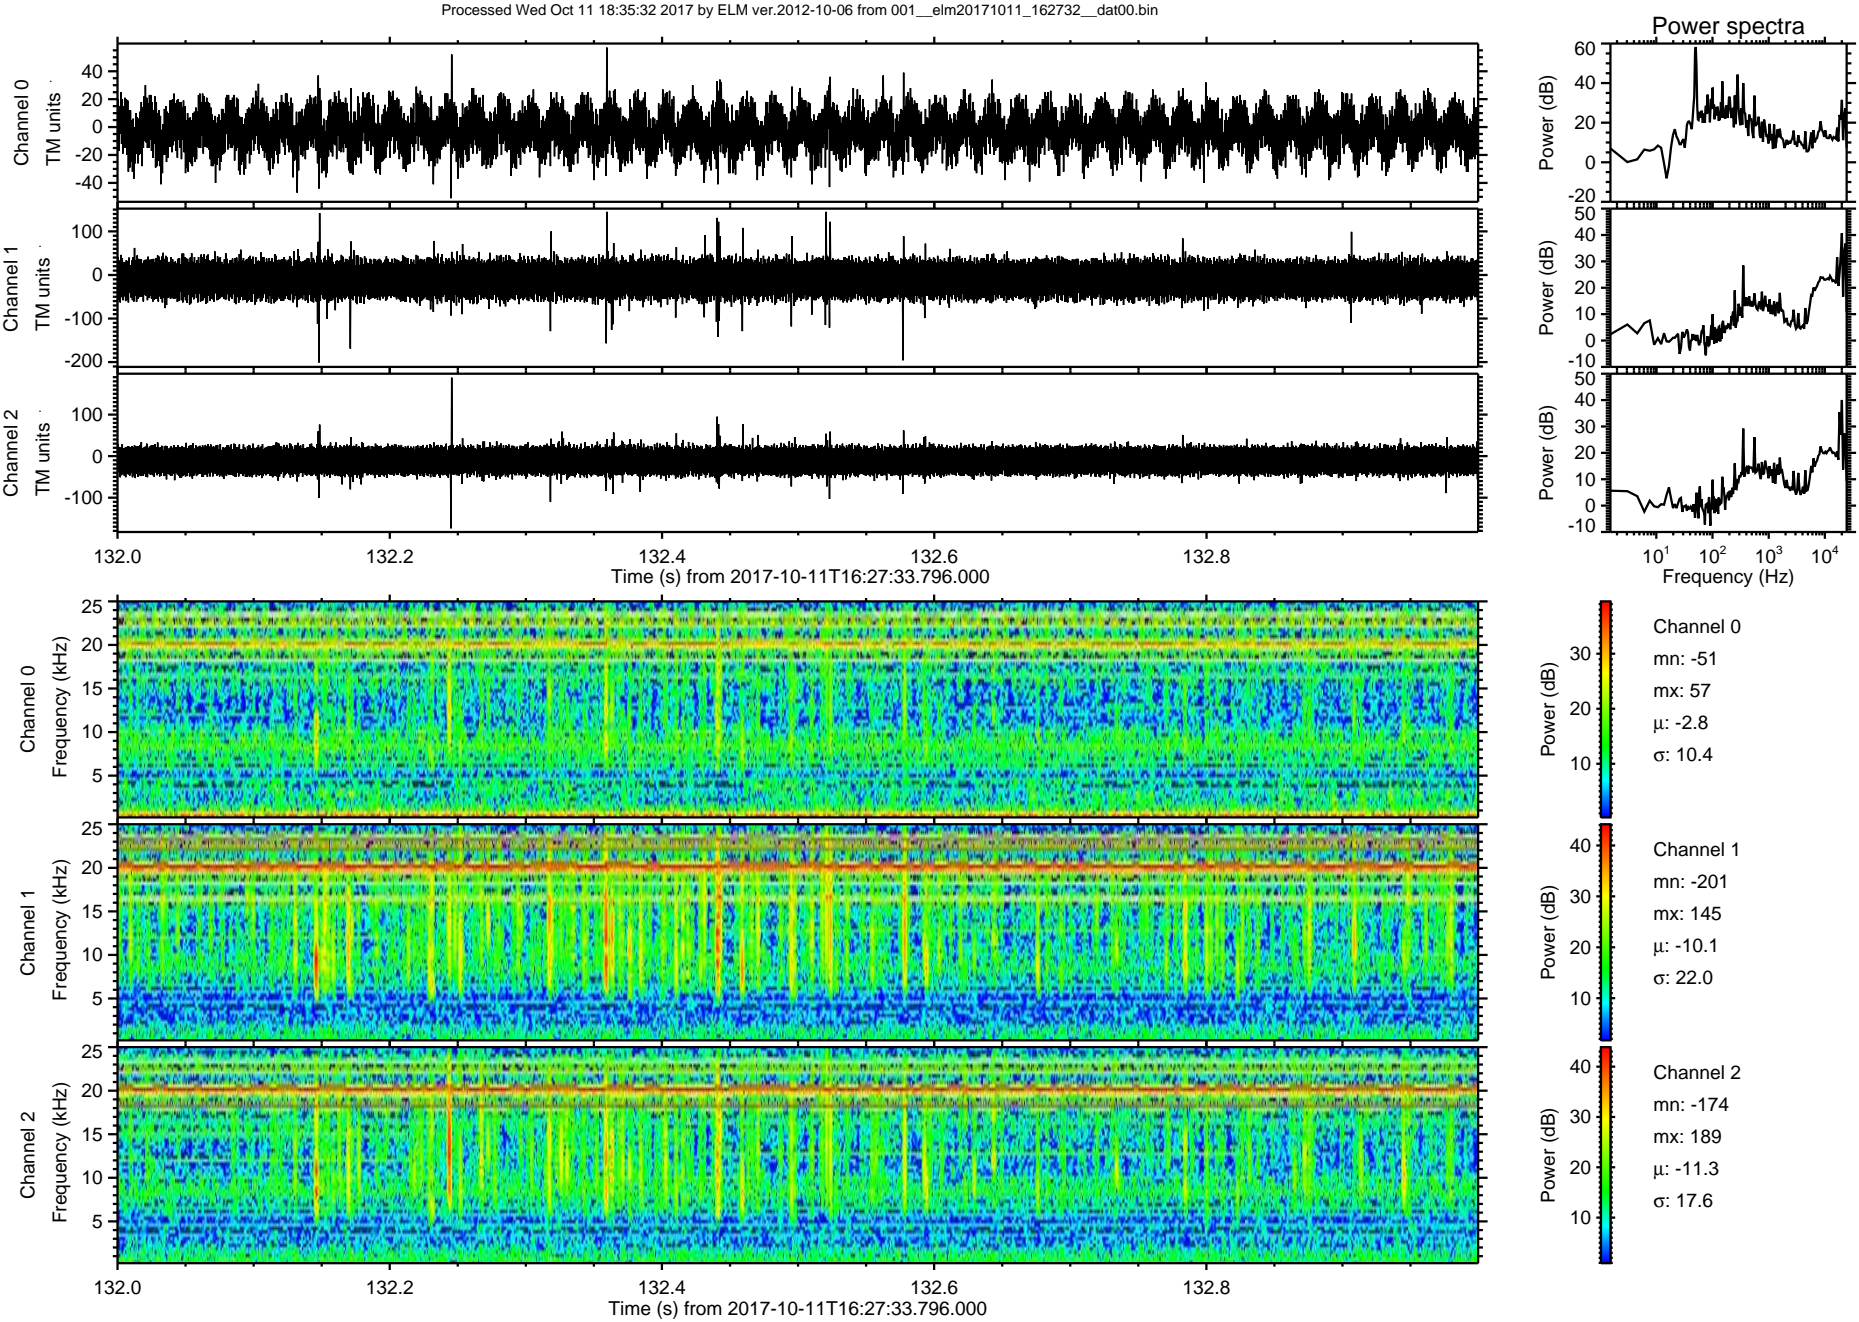 Processed Wed Oct 11 18:35:32 2017 by ELM ver.2012-10-06 from 001__elm20171011_162732__dat00.bin
Power spectra
Channel 0
TM units
40
20
0
-20
-40
Power (dB)
60
40
20
0
-20
Channel 1
TM units
100
0
-100
-200
Power (dB)
50
40
30
20
10
0
-10
Channel 2
TM units
100
0
-100
Power (dB)
50
40
30
20
10
0
-10
132.0 132.2 132.4 132.6 132.8
Time (s) from 2017-10-11T16:27:33.796.000
10¹ 10² 10³ 10⁴
Frequency (Hz)
Channel 0
Frequency (kHz)
25
20
15
10
5
Power (dB)
30
20
10
Channel 0
mn: -51
mx: 57
μ: -2.8
σ: 10.4
Channel 1
Frequency (kHz)
25
20
15
10
5
Power (dB)
40
30
20
10
Channel 1
mn: -201
mx: 145
μ: -10.1
σ: 22.0
Channel 2
Frequency (kHz)
25
20
15
10
5
Power (dB)
40
30
20
10
Channel 2
mn: -174
mx: 189
μ: -11.3
σ: 17.6
132.0 132.2 132.4 132.6 132.8
Time (s) from 2017-10-11T16:27:33.796.000